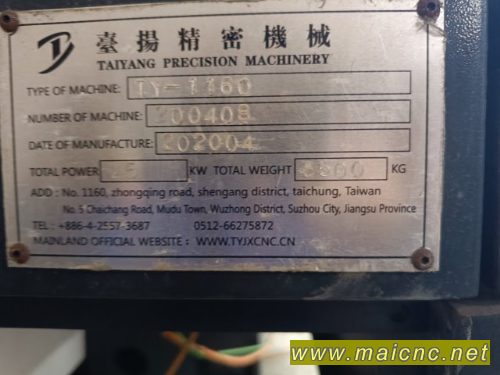 臺揚精密機械
TAIYANG PRECISION MACHINERY
TYPE OF MACHINE: TY-1160
NUMBER OF MACHINE: 200408
DATE OF MANUFACTURE: 202004
TOTAL POWER: KW TOTAL WEIGHT: KG
ADD : No. 1160, zhongqing road, shengang district, taichung, Taiwan
No. 5 Chaichang Road, Mudu Town, Wuzhong District, Suzhou City, Jiangsu Province
TEL : +886-4-2557-3687 0512-66275872
MAINLAND OFFICIAL WEBSITE : WWW.TYJXCNC.CN
www.maicnc.net